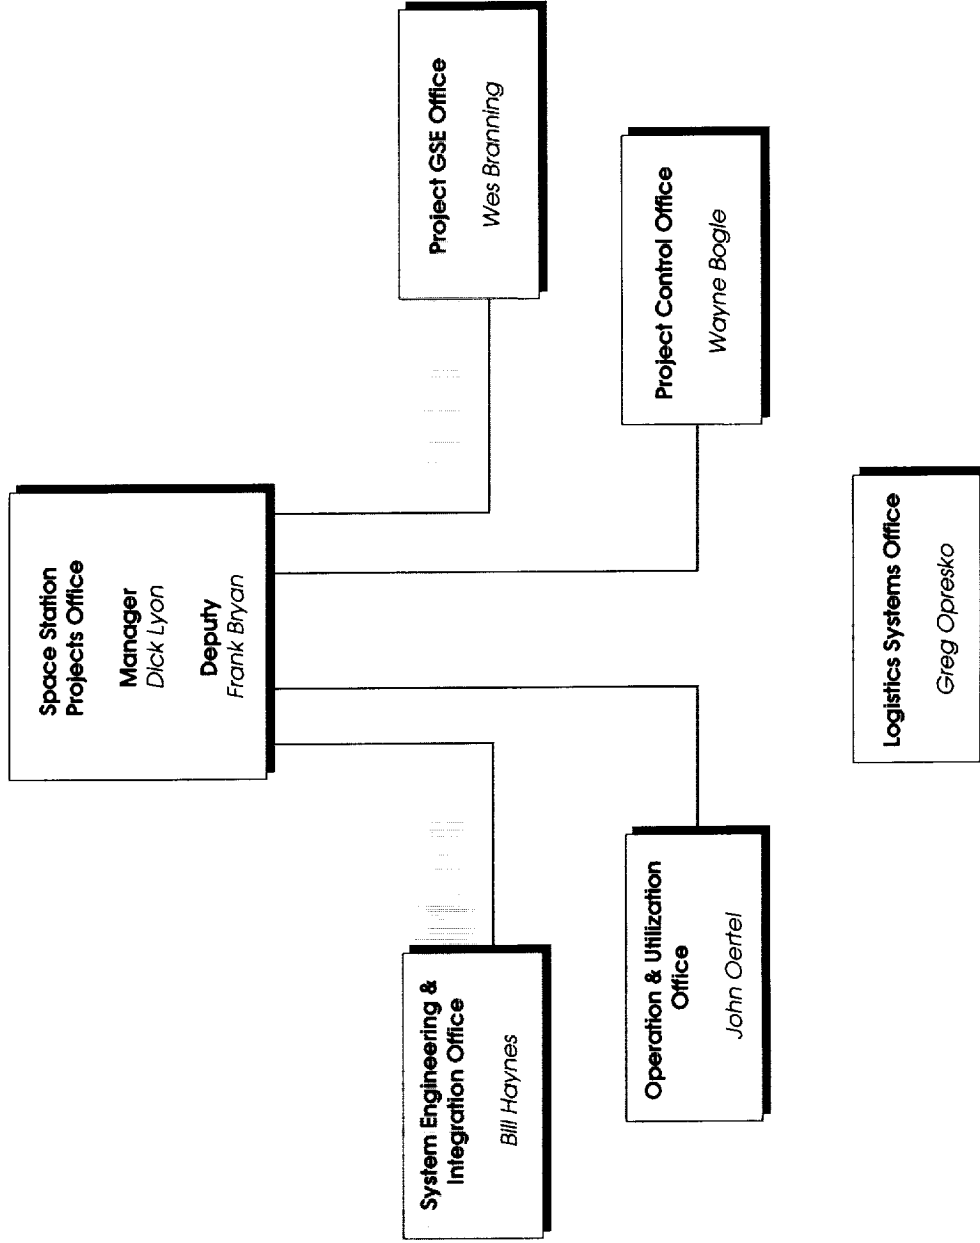 Space Station
Projects Office
Manager
Dick Lyon
Deputy
Frank Bryan
System Engineering &
Integration Office
Bill Haynes
Project GSE Office
Wes Branning
Operation & Utilization
Office
John Oertel
Project Control Office
Wayne Bogle
Logistics Systems Office
Greg Opresko